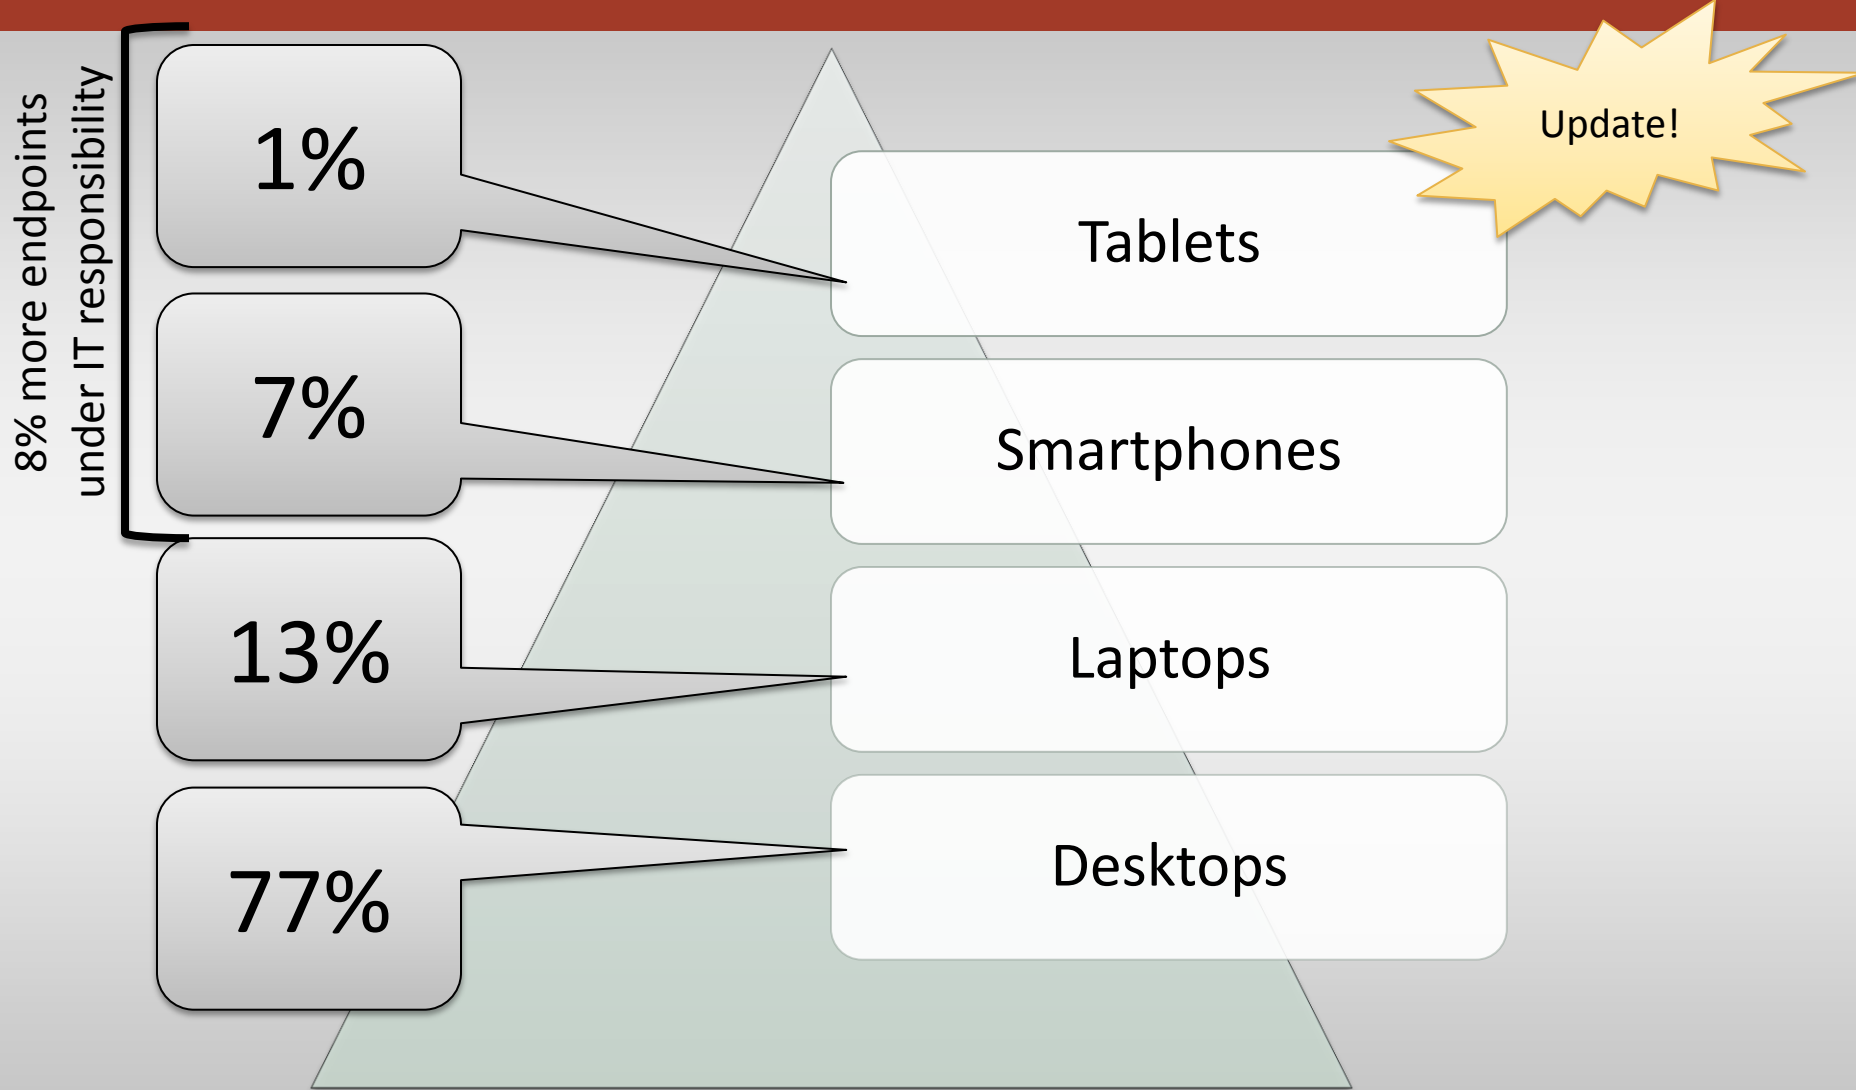 Update!
8% more endpoints
under IT responsibility
1%
Tablets
7%
Smartphones
13%
Laptops
77%
Desktops